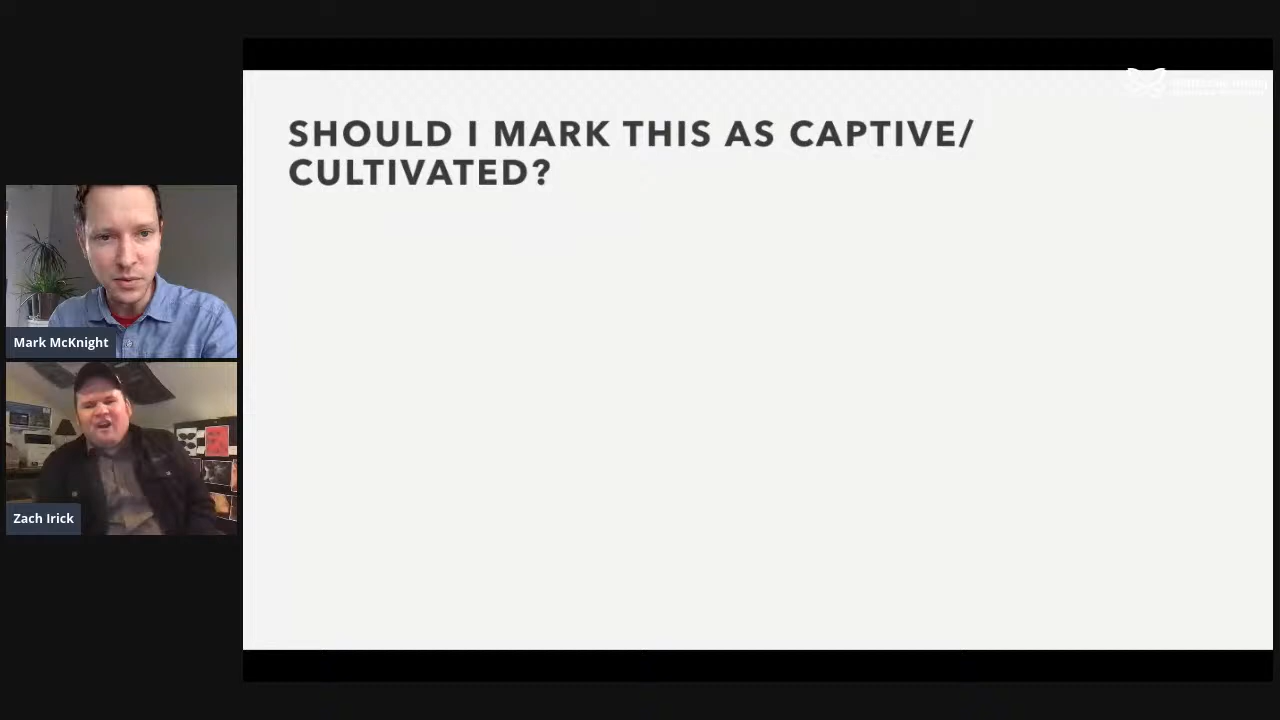 SHOULD I MARK THIS AS CAPTIVE/
CULTIVATED?
Mark McKnight
Zach Irick